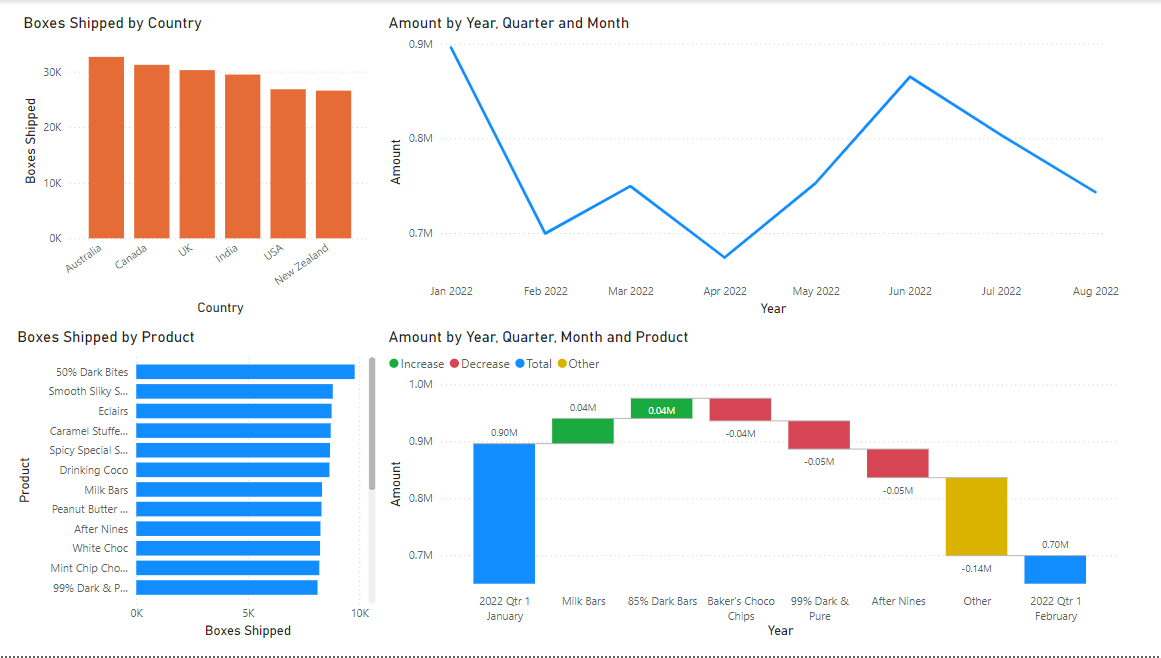 Boxes Shipped by Country
Boxes Shipped
30K
20K
10K
0K
Australia
Canada
UK
India
USA
New Zealand
Country
Amount by Year, Quarter and Month
Amount
0.9M
0.8M
0.7M
Jan 2022
Feb 2022
Mar 2022
Apr 2022
May 2022
Jun 2022
Jul 2022
Aug 2022
Year
Boxes Shipped by Product
Product
50% Dark Bites
Smooth Sliky S...
Eclairs
Caramel Stuffe...
Spicy Special S...
Drinking Coco
Milk Bars
Peanut Butter ...
After Nines
White Choc
Mint Chip Cho...
99% Dark & P...
0K
5K
10K
Boxes Shipped
Amount by Year, Quarter, Month and Product
Increase
Decrease
Total
Other
Amount
1.0M
0.9M
0.8M
0.7M
0.90M
0.04M
0.04M
-0.04M
-0.05M
-0.05M
-0.14M
0.70M
2022 Qtr 1
January
Milk Bars
85% Dark Bars
Baker's Choco
Chips
99% Dark &
Pure
After Nines
Other
2022 Qtr 1
February
Year